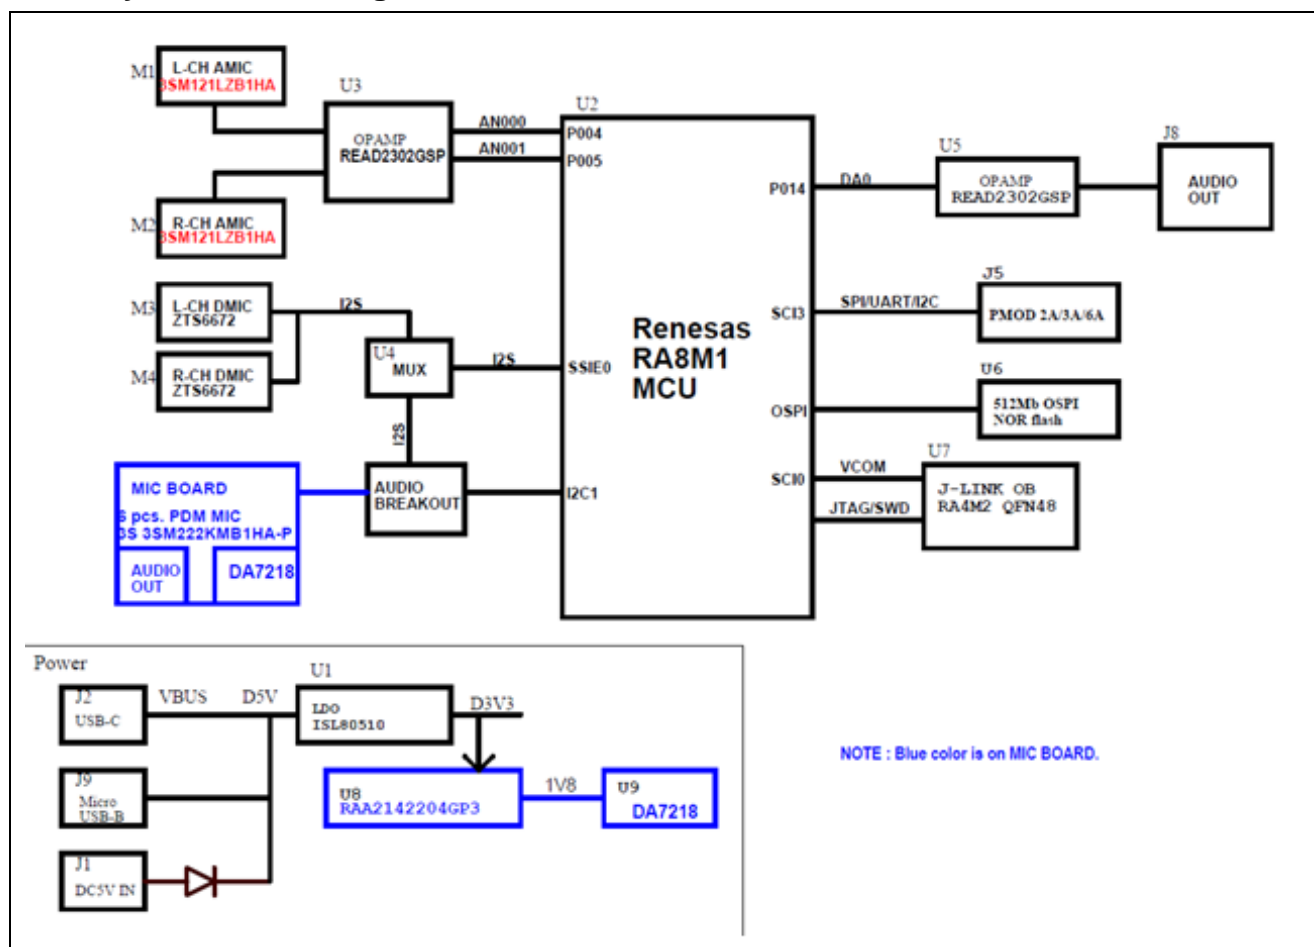 M1
L-CH AMIC
3SM121LZB1HA
U3
OPAMP
READ2302GSP
AN000
AN001
M2
R-CH AMIC
3SM121LZB1HA
M3
L-CH DMIC
ZTS6672
I2S
M4
R-CH DMIC
ZTS6672
U4
MUX
I2S
I2S
MIC BOARD
6 pcs. PDM MIC
3S 3SM222KMB1HA-P
AUDIO
OUT
DA7218
AUDIO
BREAKOUT
U2
P004
P005
SSIE0
I2C1
Renesas
RA8M1
MCU
P014
SCI3
OSPI
SCI0
DA0
U5
OPAMP
READ2302GSP
J8
AUDIO
OUT
SPI/UART/I2C
J5
PMOD 2A/3A/6A
U6
512Mb OSPI
NOR flash
VCOM
JTAG/SWD
U7
J-LINK OB
RA4M2 QFN48
Power
J2
USB-C
VBUS
D5V
U1
LDO
ISL80510
D3V3
J9
Micro
USB-B
U8
RAA2142204GP3
1V8
U9
DA7218
J1
DC5V IN
NOTE : Blue color is on MIC BOARD.